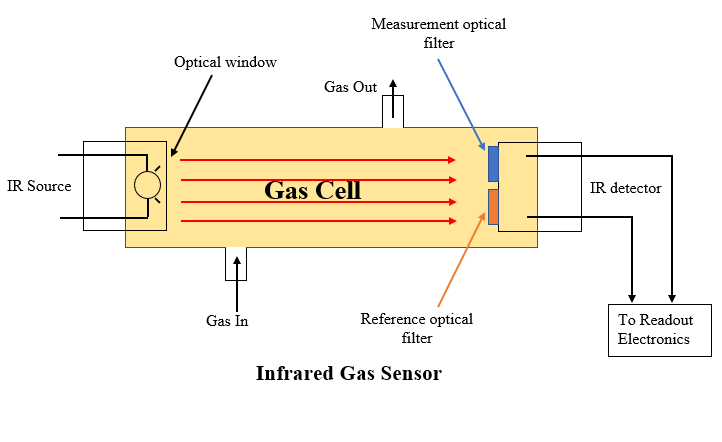 Measurement optical
filter
Optical window
Gas Out
IR Source
Gas Cell
IR detector
Gas In
Reference optical
filter
To Readout
Electronics
Infrared Gas Sensor